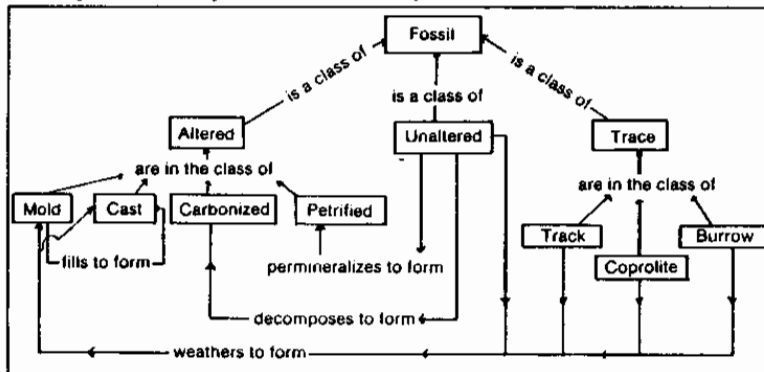 Fossil
is a class of
is a class of
is a class of
Altered
Unaltered
Trace
are in the class of
are in the class of
Mold
Cast
Carbonized
Petrified
Track
Burrow
Coprolite
fills to form
permineralizes to form
decomposes to form
weathers to form